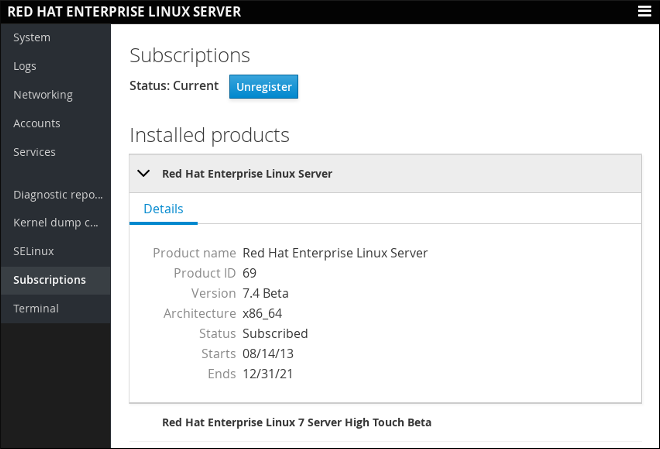 RED HAT ENTERPRISE LINUX SERVER
System
Logs
Networking
Accounts
Services
Diagnostic repo...
Kernel dump c...
SELinux
Subscriptions
Terminal
Subscriptions
Status: Current
Unregister
Installed products
Red Hat Enterprise Linux Server
Details
Product name Red Hat Enterprise Linux Server
Product ID 69
Version 7.4 Beta
Architecture x86_64
Status Subscribed
Starts 08/14/13
Ends 12/31/21
Red Hat Enterprise Linux 7 Server High Touch Beta